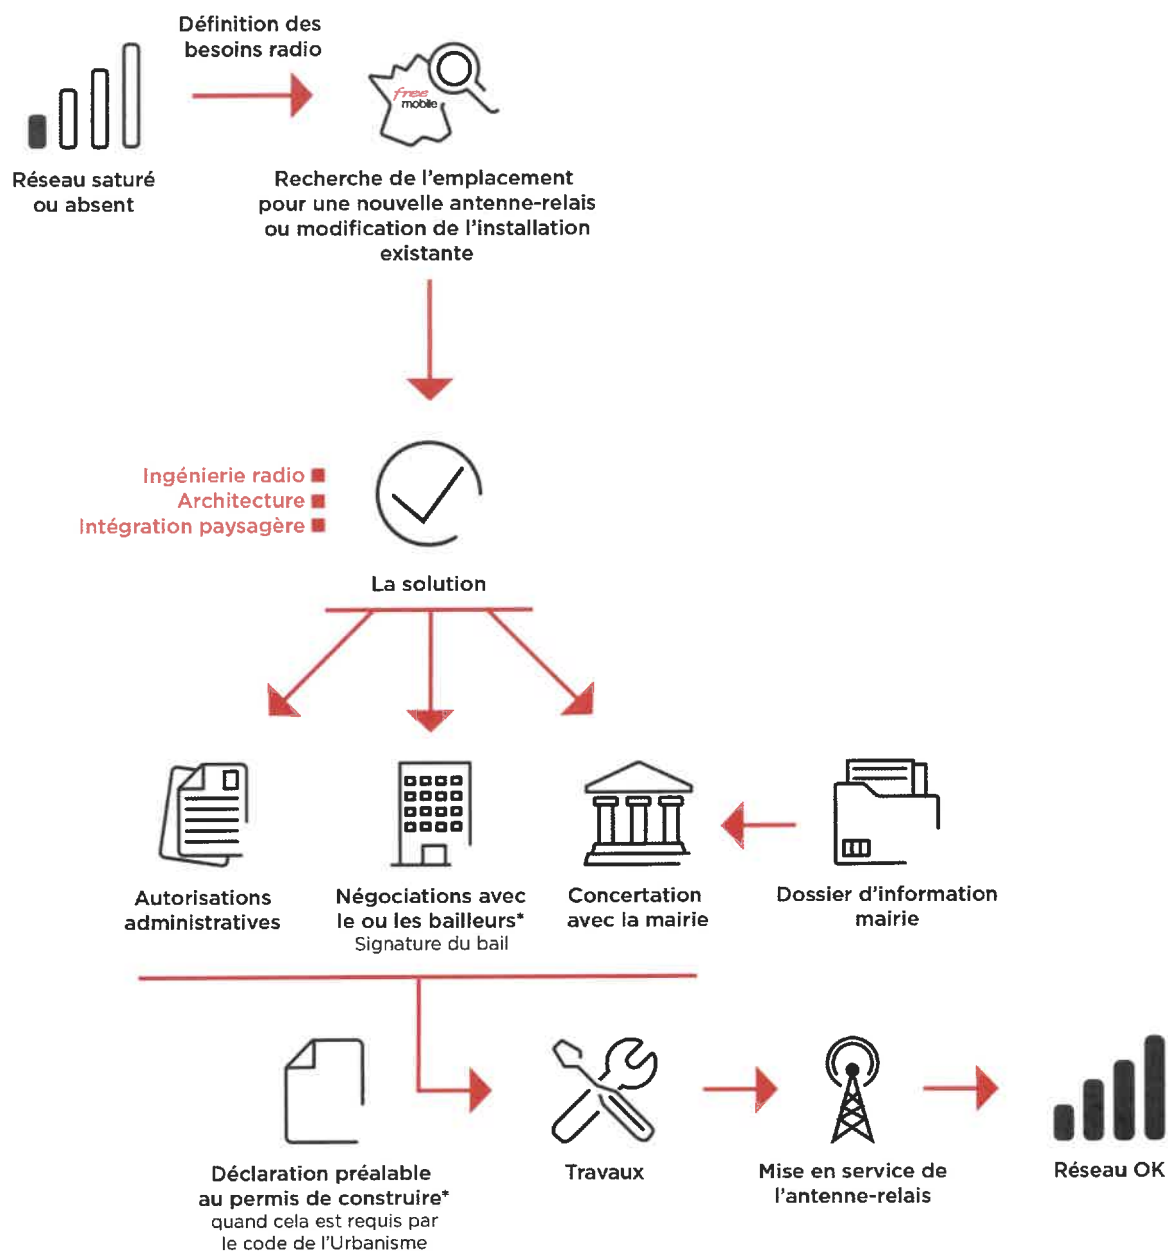 Définition des
besoins radio
free
mobile
Réseau saturé
ou absent
Recherche de l'emplacement
pour une nouvelle antenne-relais
ou modification de l'installation
existante
Ingénierie radio
Architecture
Intégration paysagère
La solution
Autorisations
administratives
Négociations avec
le ou les bailleurs*
Signature du bail
Concertation
avec la mairie
Dossier d'information
mairie
Déclaration préalable
au permis de construire*
quand cela est requis par
le code de l'Urbanisme
Travaux
Mise en service de
l'antenne-relais
Réseau OK